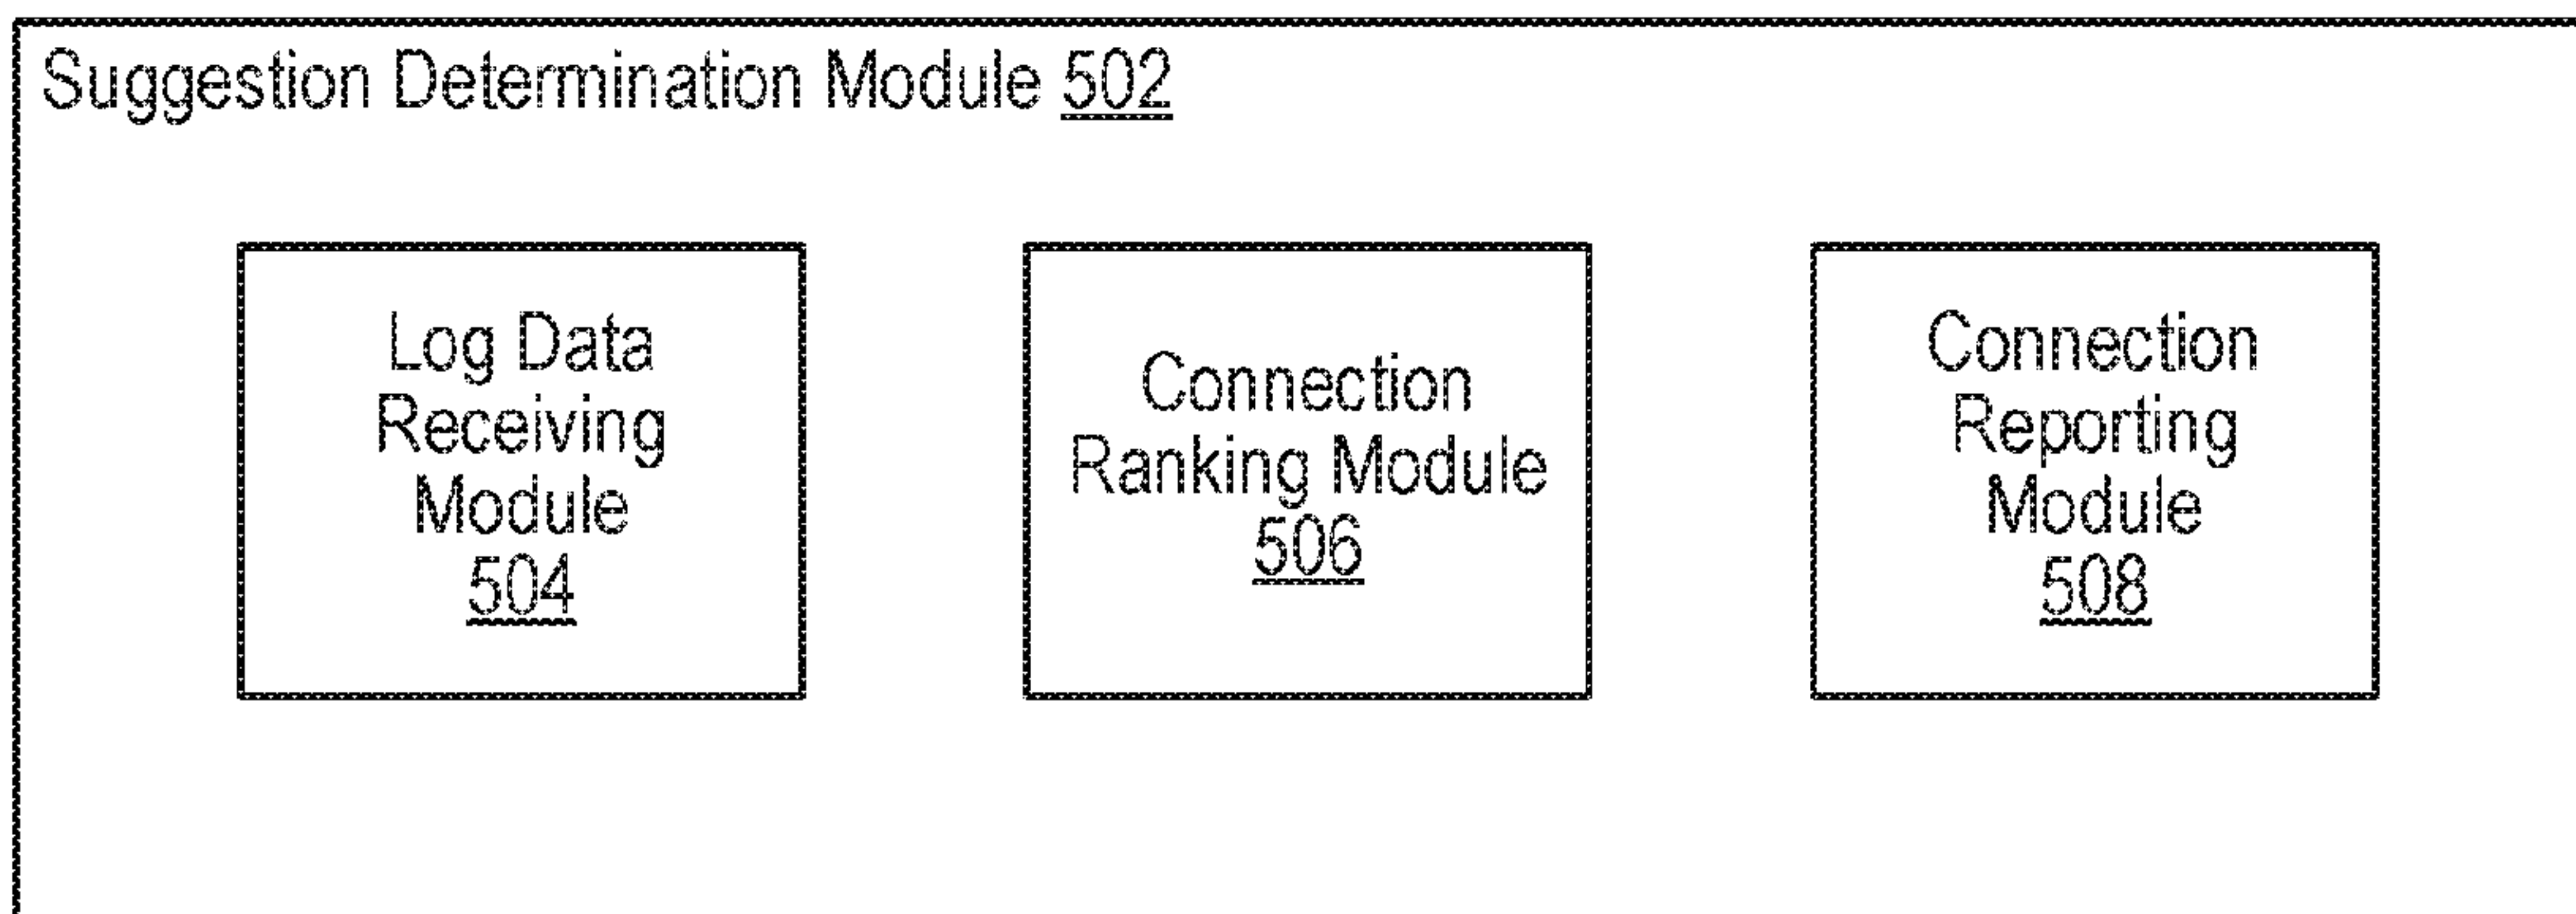 Suggestion Determination Module 502
Log Data
Receiving
Module
504
Connection
Ranking Module
506
Connection
Reporting
Module
508